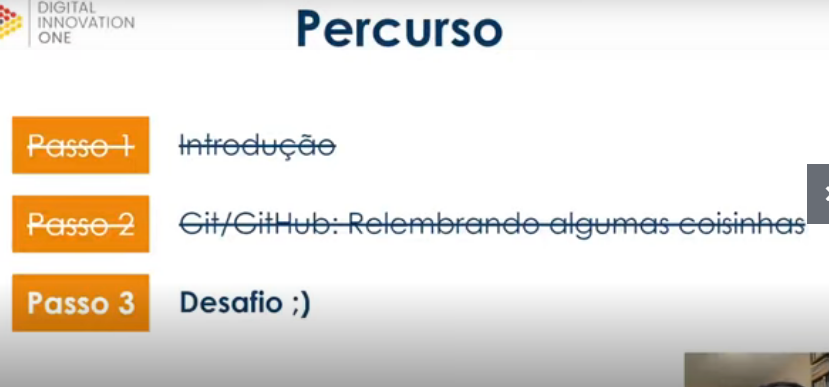 DIGITAL
INNOVATION
ONE
Percurso
Passo 1 Introdução
Passo 2 Git/GitHub: Relembrando algumas coisinhas
Passo 3 Desafio ;)